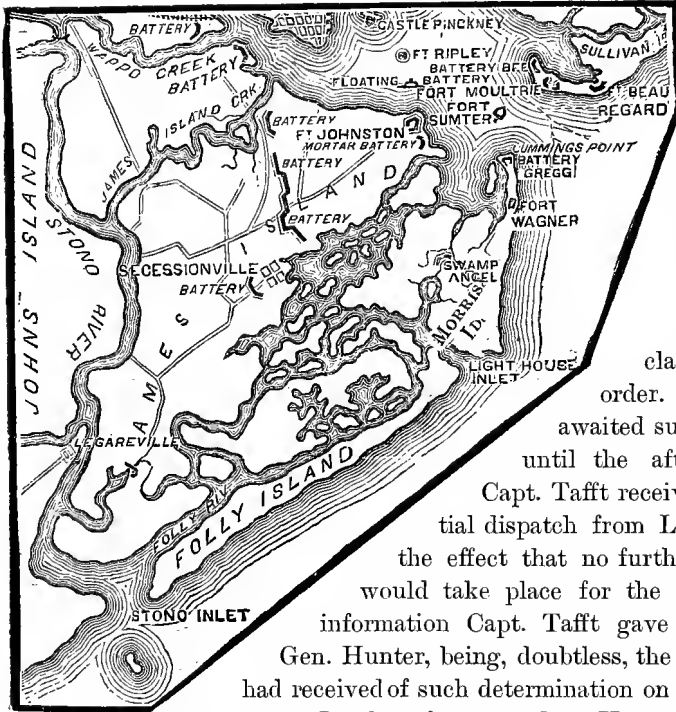 BATTERY
CASTLE PINCKNEY
WAPPO
CREEK
BATTERY
FT RIPLEY
SULLIVAN
BATTERY BEE
FLOATING BATTERY
FORT MOULTRIE
FT BEAU
REGARD
FORT
SUMTER
ISLAND CRK.
JAMES
BATTERY
FT JOHNSTON
MORTAR BATTERY
BATTERY
BATTERY
CUMMINGS POINT
BATTERY
GREGG
FORT
WAGNER
JOHNS ISLAND
STONO
RIVER
SECESSIONVILLE
BATTERY
JAMES ISLAND
SWAMP
ANGEL
MORRIS
ID.
LIGHT HOUSE
INLET
LEGAREVILLE
FOLLY RIV
FOLLY ISLAND
STONO INLET
cla
order.
awaited su
until the aft
Capt. Tafft receiv
tial dispatch from L
the effect that no furth
would take place for the
information Capt. Tafft gave
Gen. Hunter, being, doubtless, the
had received of such determination on